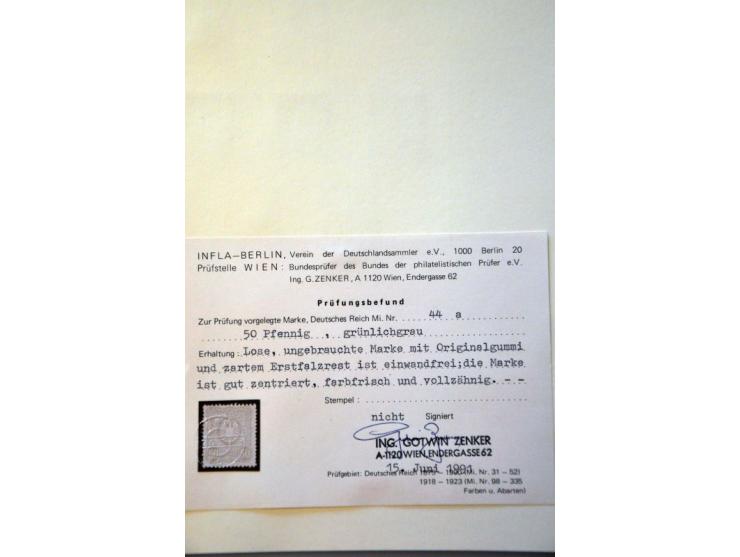 INFLA–BERLIN, Verein der Deutschlandsammler e.V., 1000 Berlin 20
Prüfstelle WIEN: Bundesprüfer des Bundes der philatelistischen Prüfer e.V.
Ing. G.ZENKER, A 1120 Wien, Endergasse 62
Prüfungsbefund
Zur Prüfung vorgelegte Marke, Deutsches Reich Mi. Nr. 44 a
50 Pfennig , grünlichgrau
Erhaltung: Lose, ungebrauchte Marke mit Originalgummi
und zartem Erstfalzrest ist einwandfrei;die Marke
ist gut zentriert, farbfrisch und vollzähnig.-.-
Stempel :
nicht Signiert
ING. GOTWIN ZENKER
A-1120 WIEN, ENDERGASSE 62
15. Juni 1991
Prüfgebiet: Deutsches Reich (Mi. Nr. 31 – 52)
1918 – 1923 (Mi. Nr. 98 – 335
Farben u. Abarten)